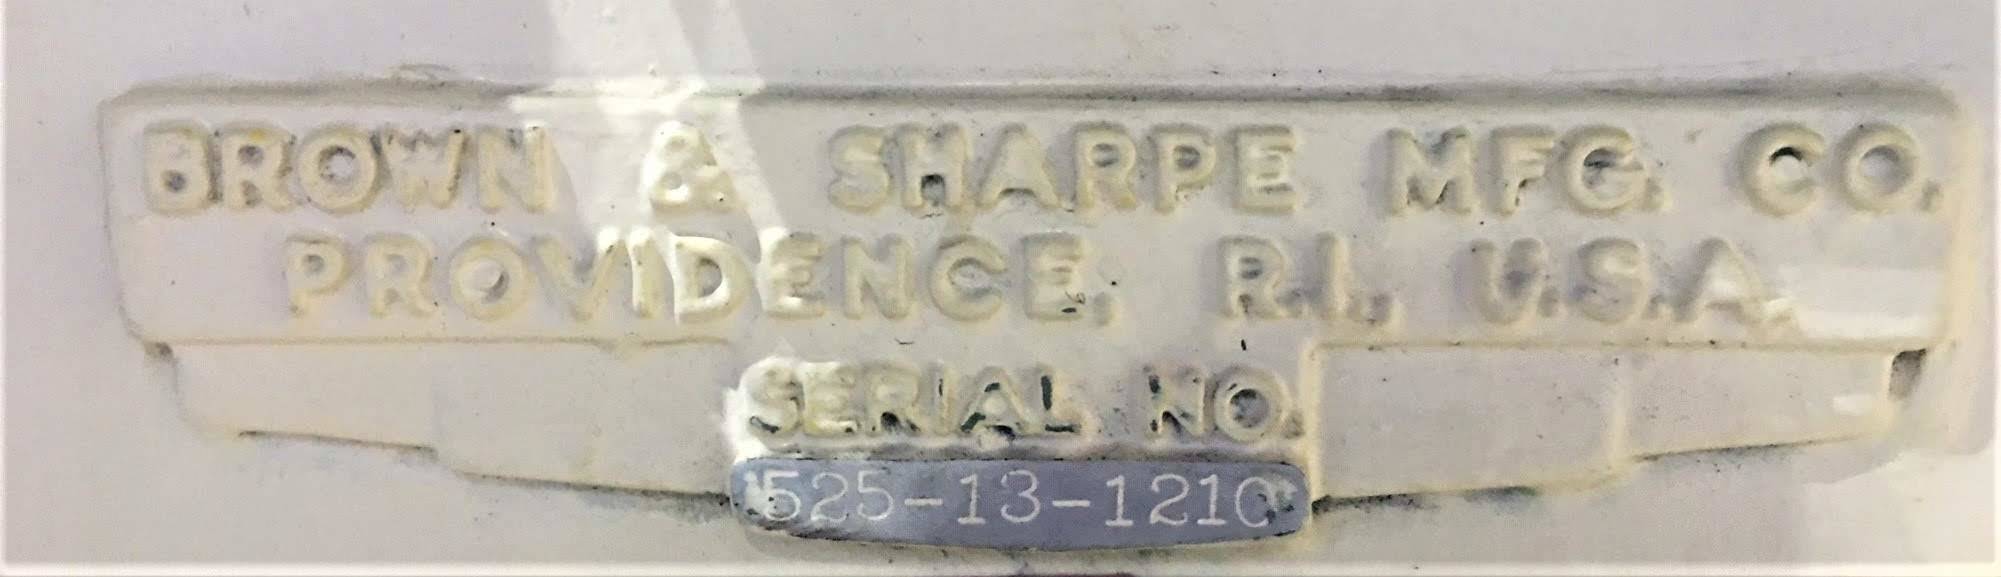 BROWN & SHARPE MFG. CO.
PROVIDENCE, R.I., U.S.A.
SERIAL NO.
525-13-1210